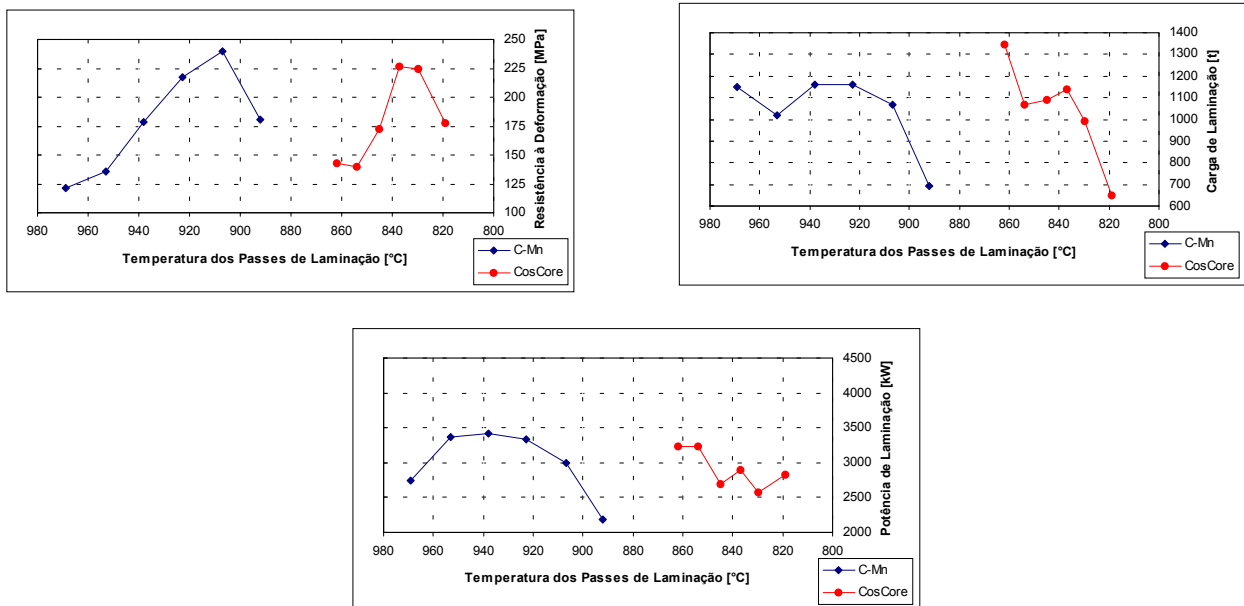 250
225
200
175
150
125
100
Resistência à Deformação [MPa]
980 960 940 920 900 880 860 840 820 800
Temperatura dos Passes de Laminação [°C]
C-Mn
CosCore
1400
1300
1200
1100
1000
900
800
700
600
Carga de Laminação [t]
980 960 940 920 900 880 860 840 820 800
Temperatura dos Passes de Laminação [°C]
C-Mn
CosCore
4500
4000
3500
3000
2500
2000
Potência de Laminação [kW]
980 960 940 920 900 880 860 840 820 800
Temperatura dos Passes de Laminação [°C]
C-Mn
CosCore